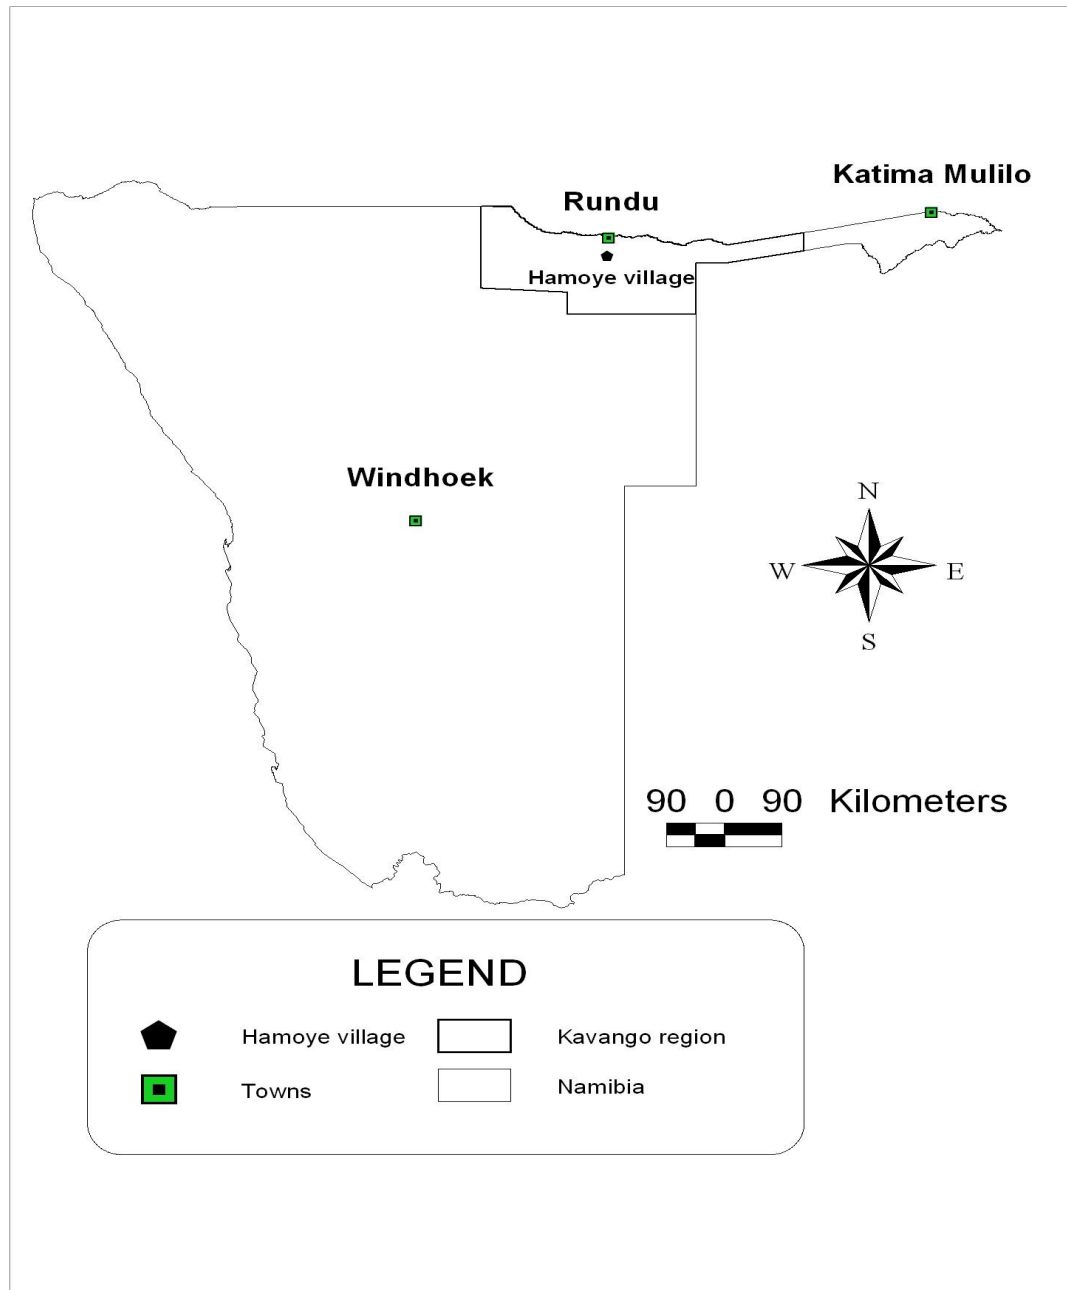 Katima Mulilo
Rundu
Hamoye village
Windhoek
N
W E
S
90 0 90 Kilometers
LEGEND
Hamoye village
Kavango region
Towns
Namibia